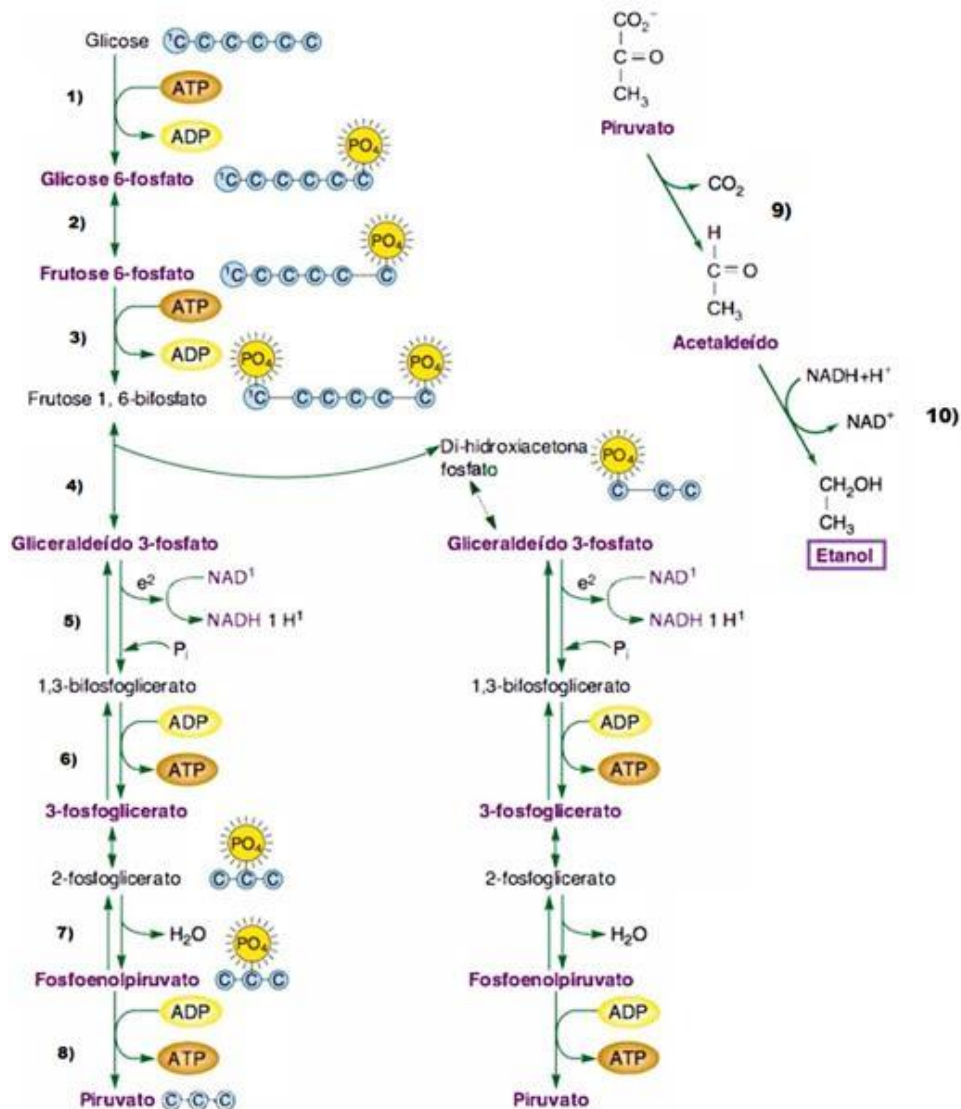 Glicose ¹C C C C C C
1) ATP
ADP
PO₄
Glicose 6-fosfato ¹C C C C C C
2)
PO₄
Frutose 6-fosfato ¹C C C C C C
3) ATP
ADP
PO₄ PO₄
Frutose 1, 6-bifosfato ¹C C C C C C
4)
Di-hidroxiacetona
fosfato
PO₄
C C C
Gliceraldeído 3-fosfato
5) e² NAD¹
NADH 1 H¹
Pᵢ
1,3-bifosfoglicerato
6) ADP
ATP
3-fosfoglicerato
PO₄
2-fosfoglicerato C C C
7) H₂O
PO₄
Fosfoenolpiruvato C C C
8) ADP
ATP
Piruvato C C C
Gliceraldeído 3-fosfato
e² NAD¹
NADH 1 H¹
Pᵢ
1,3-bifosfoglicerato
ADP
ATP
3-fosfoglicerato
2-fosfoglicerato
H₂O
Fosfoenolpiruvato
ADP
ATP
Piruvato
CO₂⁻
C=O
CH₃
Piruvato
CO₂
9)
H
C=O
CH₃
Acetaldeído
NADH+H⁺
NAD⁺ 10)
CH₂OH
CH₃
Etanol